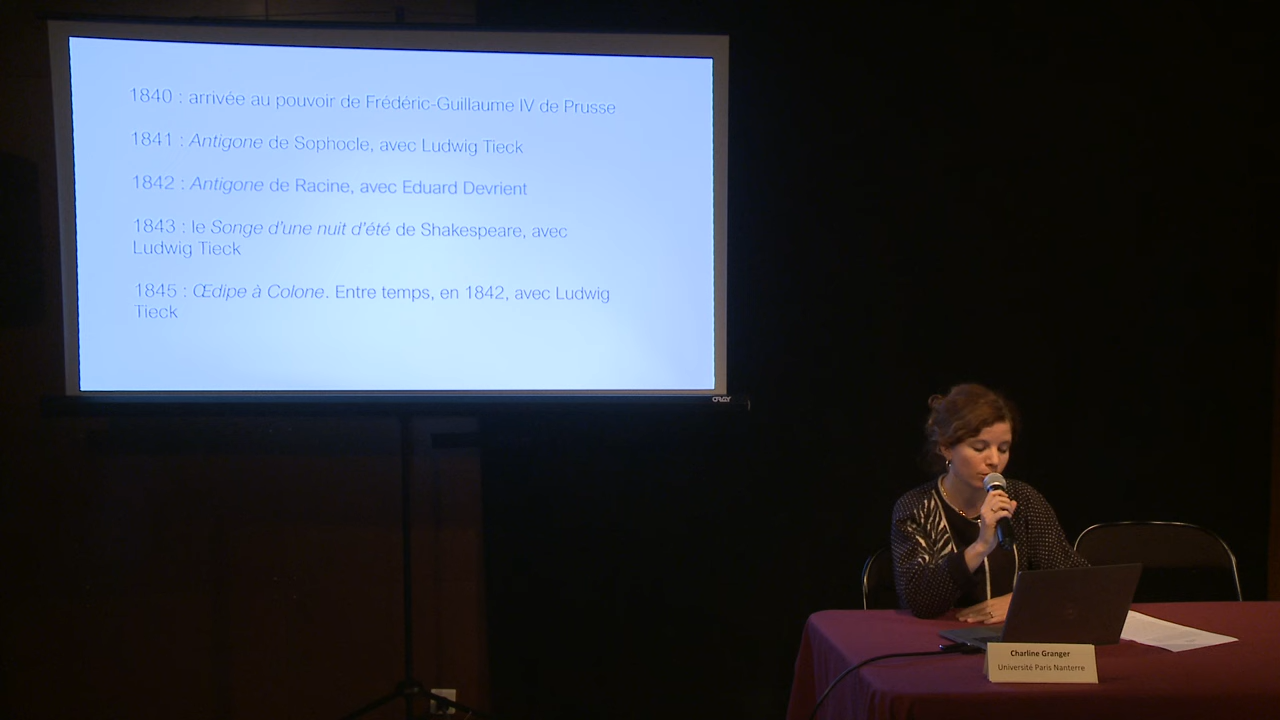 1840 : arrivée au pouvoir de Frédéric-Guillaume IV de Prusse
1841 : Antigone de Sophocle, avec Ludwig Tieck
1842 : Antigone de Racine, avec Eduard Devrient
1843 : le Songe d'une nuit d'été de Shakespeare, avec
Ludwig Tieck
1845 : Œdipe à Colone. Entre temps, en 1842, avec Ludwig
Tieck
ORAY
Charline Granger
Université Paris Nanterre